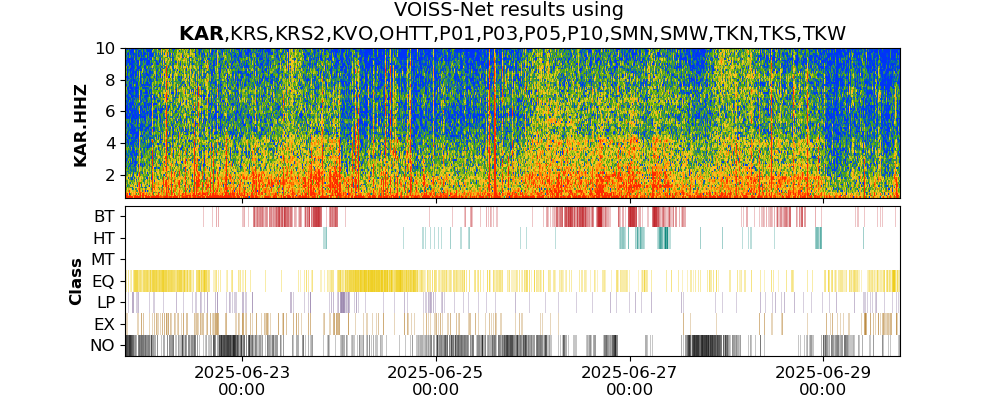 VOISS-Net results using
KAR,KRS,KRS2,KVO,OHTT,P01,P03,P05,P10,SMN,SMW,TKN,TKS,TKW
KAR.HHZ
10
8
6
4
2
Class
BT
HT
MT
EQ
LP
EX
NO
2025-06-23 2025-06-25 2025-06-27 2025-06-29
00:00 00:00 00:00 00:00